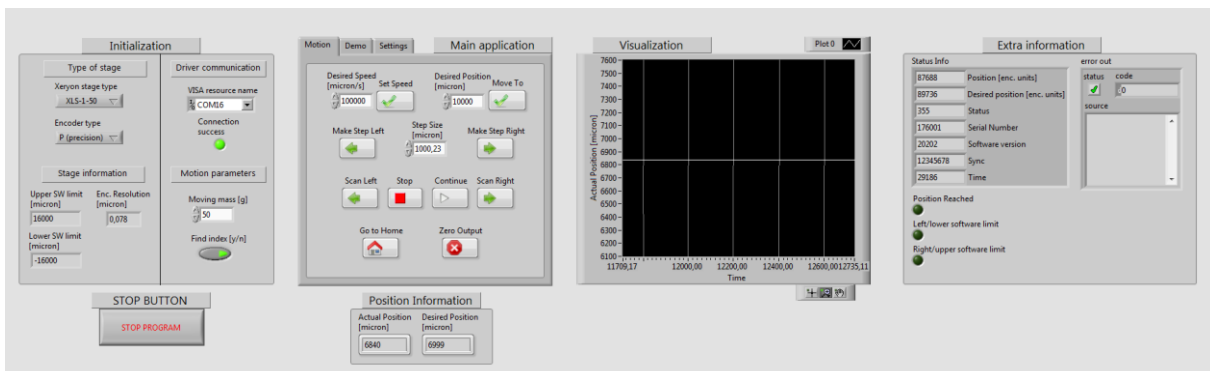 Initialization
Type of stage
Xeryon stage type
XLS-1-50
Encoder type
P (precision)
Driver communication
VISA resource name
COM16
Connection
success
Stage information
Upper SW limit
[micron]
16000
Enc. Resolution
[micron]
0,078
Lower SW limit
[micron]
-16000
Motion parameters
Moving mass [g]
50
Find index [y/n]
STOP BUTTON
STOP PROGRAM
Motion Demo Settings
Main application
Desired Speed
[micron/s]
100000
Set Speed
Desired Position
[micron]
10000
Move To
Make Step Left
Step Size
[micron]
1000,23
Make Step Right
Scan Left
Stop
Continue
Scan Right
Go to Home
Zero Output
Position Information
Actual Position
[micron]
6840
Desired Position
[micron]
6999
Visualization
Plot 0
Actual Position [micron]
7600
7500
7400
7300
7200
7100
7000
6900
6800
6700
6600
6500
6400
6300
6200
6100
11709,17 12000,00 12200,00 12400,00 12600,00 12735,11
Time
Extra information
Status Info
87688 Position [enc. units]
89736 Desired position [enc. units]
355 Status
176001 Serial Number
20202 Software version
12345678 Sync
29186 Time
Position Reached
Left/lower software limit
Right/upper software limit
error out
status code
0
source